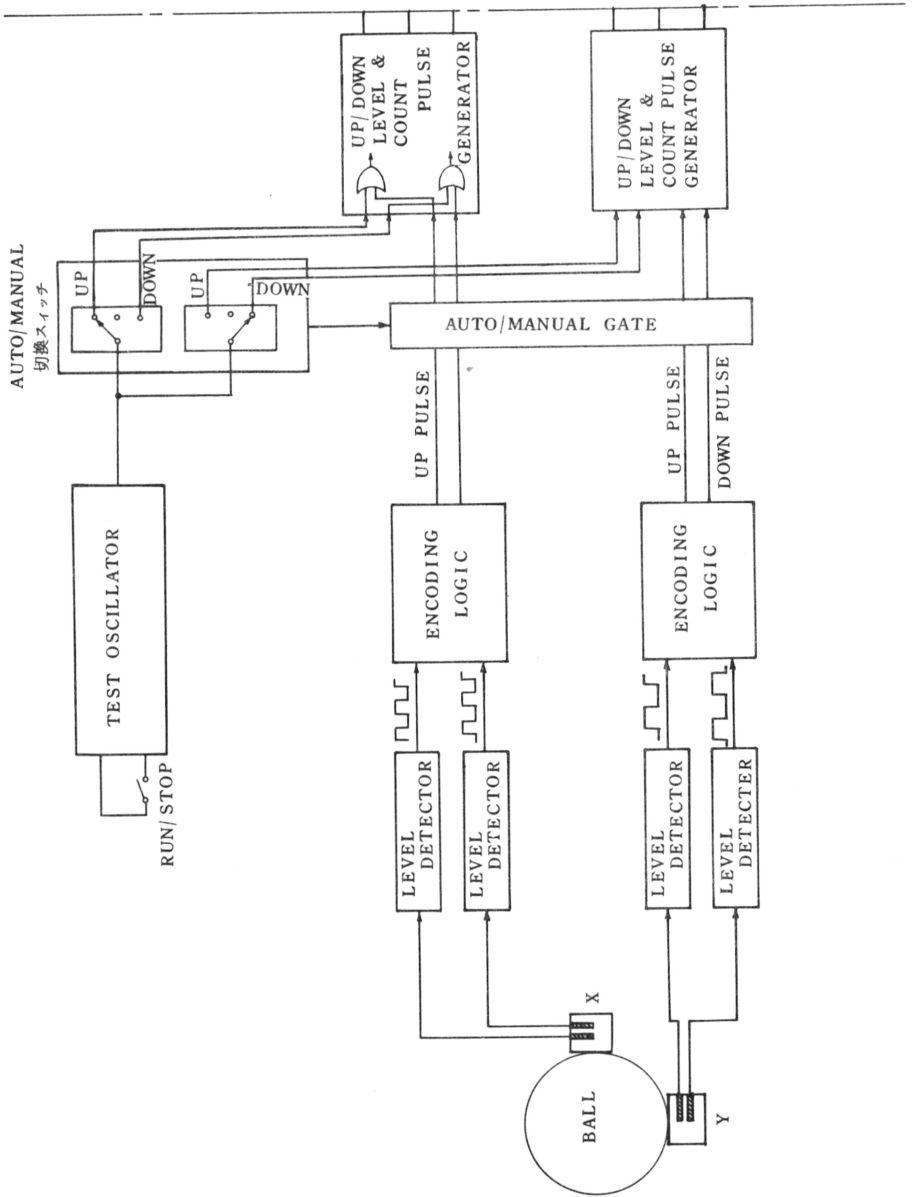 AUTO/MANUAL
切換スィッチ
UP
DOWN
UP
DOWN
TEST OSCILLATOR
RUN/STOP
UP/DOWN
LEVEL &
COUNT
PULSE
GENERATOR
UP/DOWN
LEVEL &
COUNT PULSE
GENERATOR
AUTO/MANUAL GATE
UP PULSE
UP PULSE
DOWN PULSE
ENCODING
LOGIC
ENCODING
LOGIC
LEVEL
DETECTOR
LEVEL
DETECTOR
LEVEL
DETECTOR
LEVEL
DETECTER
BALL
X
Y